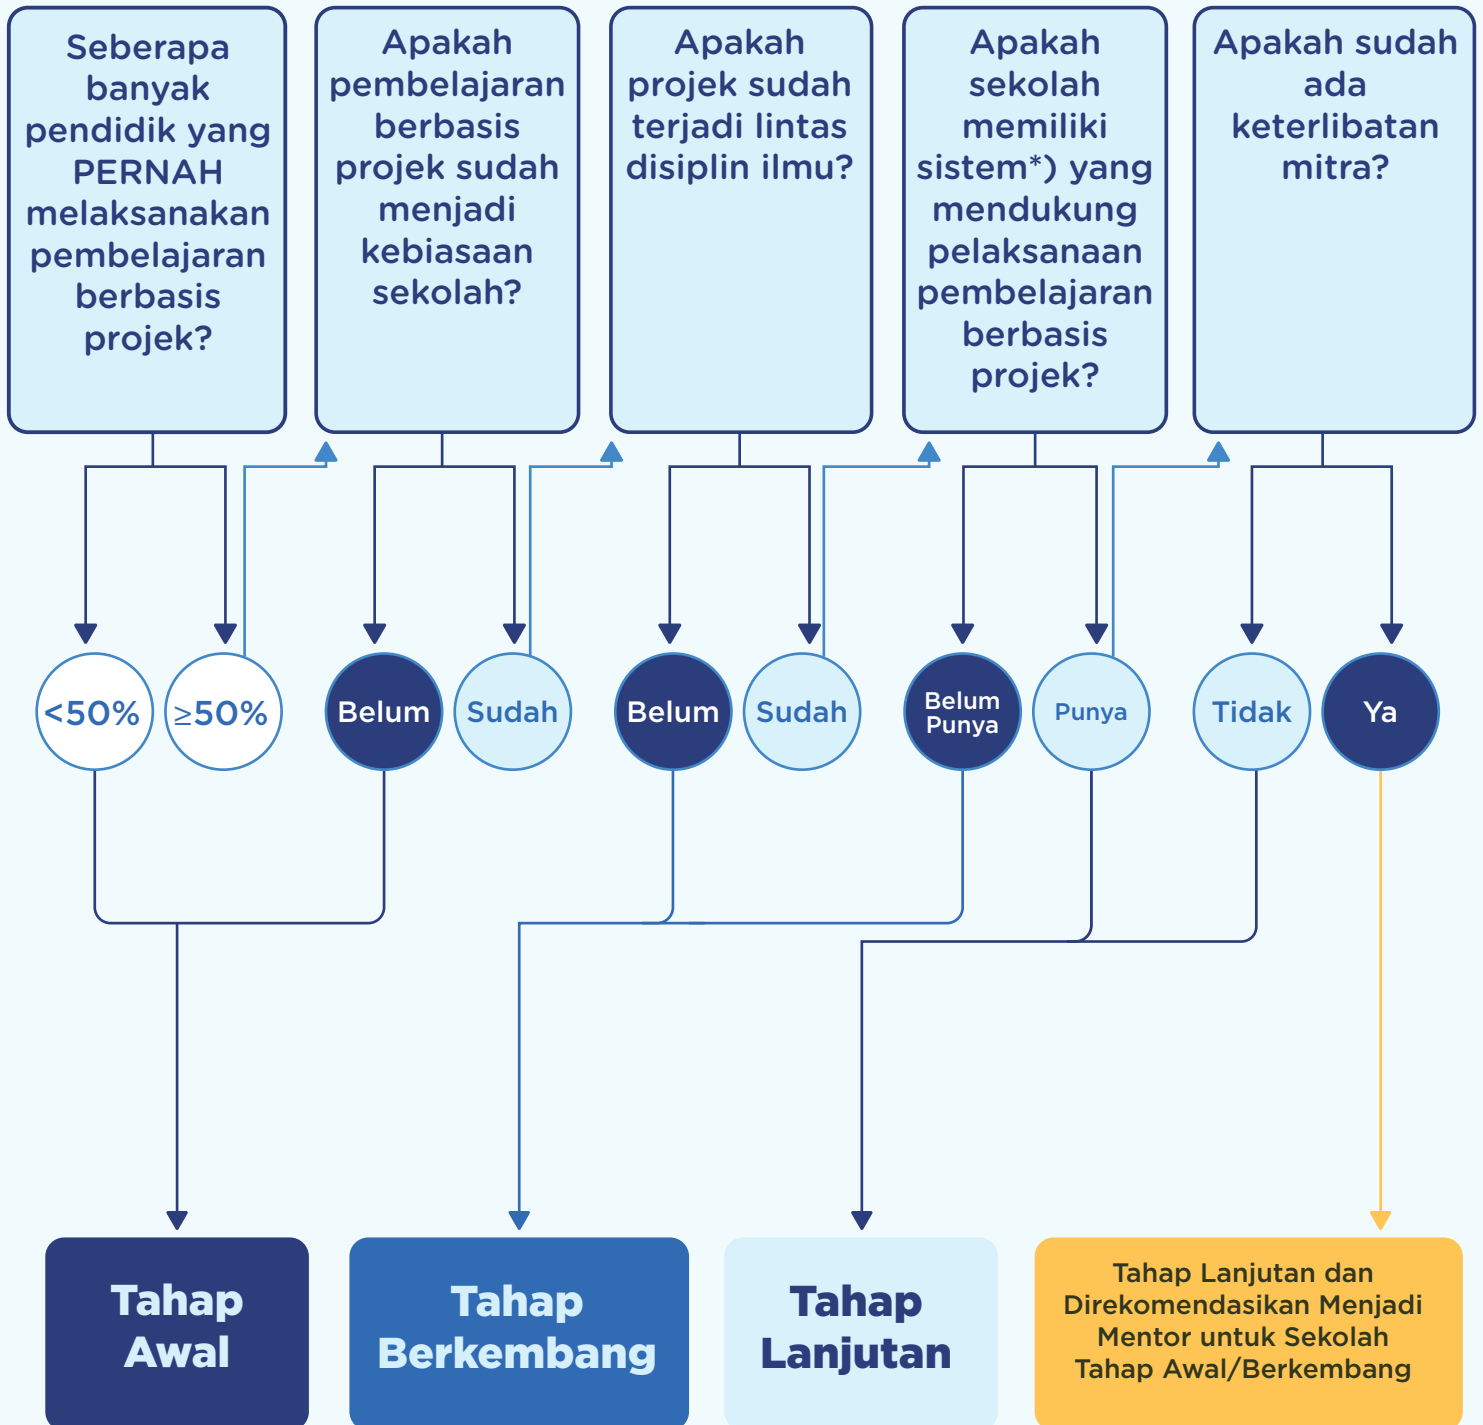 Seberapa
banyak
pendidik yang
PERNAH
melaksanakan
pembelajaran
berbasis
projek?
Apakah
pembelajaran
berbasis
projek sudah
menjadi
kebiasaan
sekolah?
Apakah
projek sudah
terjadi lintas
disiplin ilmu?
Apakah
sekolah
memiliki
sistem*) yang
mendukung
pelaksanaan
pembelajaran
berbasis
projek?
Apakah sudah
ada
keterlibatan
mitra?
<50%
≥50%
Belum
Sudah
Belum
Sudah
Belum
Punya
Punya
Tidak
Ya
Tahap
Awal
Tahap
Berkembang
Tahap
Lanjutan
Tahap Lanjutan dan
Direkomendasikan Menjadi
Mentor untuk Sekolah
Tahap Awal/Berkembang